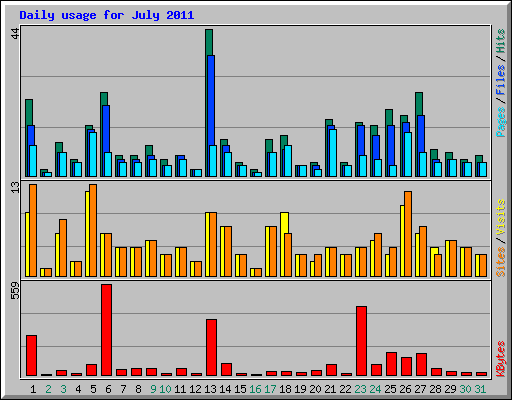 Daily usage for July 2011
44
Pages / Files / Hits
13
Sites / Visits
559
KBytes
1 2 3 4 5 6 7 8 9 10 11 12 13 14 15 16 17 18 19 20 21 22 23 24 25 26 27 28 29 30 31